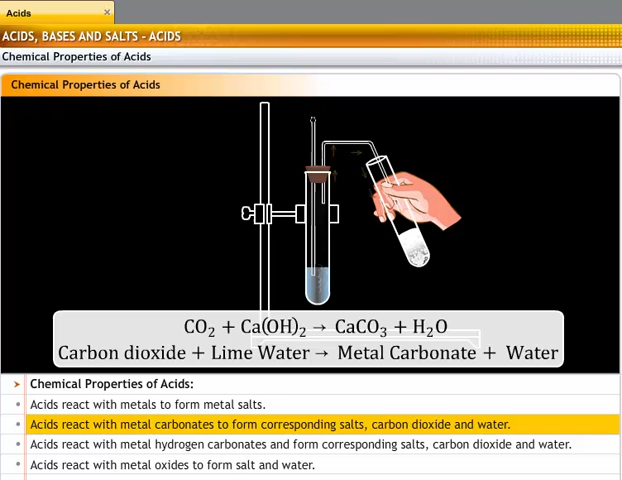 Acids
ACIDS, BASES AND SALTS - ACIDS
Chemical Properties of Acids
Chemical Properties of Acids
CO₂ + Ca(OH)₂ → CaCO₃ + H₂O
Carbon dioxide + Lime Water → Metal Carbonate + Water
Chemical Properties of Acids:
Acids react with metals to form metal salts.
Acids react with metal carbonates to form corresponding salts, carbon dioxide and water.
Acids react with metal hydrogen carbonates and form corresponding salts, carbon dioxide and water.
Acids react with metal oxides to form salt and water.